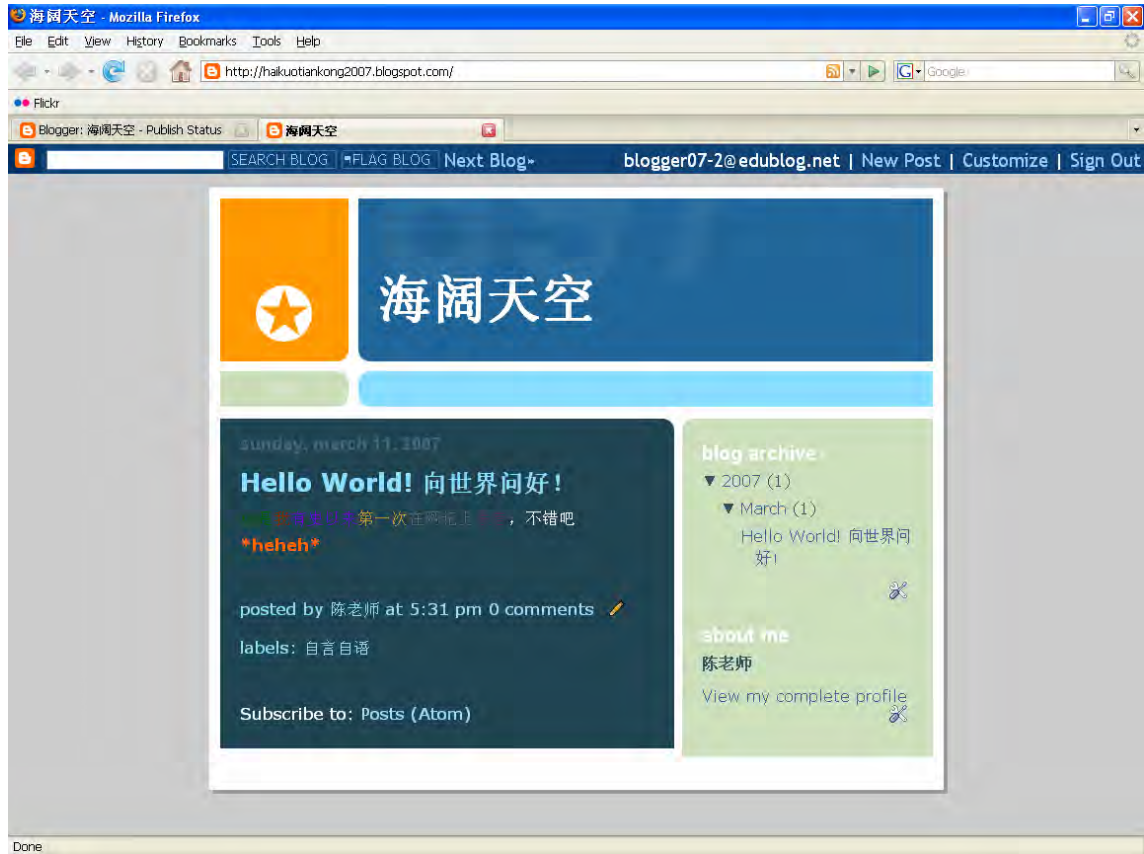 海阔天空 - Mozilla Firefox
File Edit View History Bookmarks Tools Help
http://haikuotiankong2007.blogspot.com/
Google
Flickr
Blogger: 海阔天空 - Publish Status
海阔天空
SEARCH BLOG FLAG BLOG Next Blog»
blogger07-2@edublog.net | New Post | Customize | Sign Out
海阔天空
sunday, march 11, 2007
Hello World! 向世界问好！
第一次在 上 ，不错吧
*heheh*
posted by 陈老师 at 5:31 pm 0 comments
labels: 自言自语
Subscribe to: Posts (Atom)
blog archive
▼ 2007 (1)
▼ March (1)
Hello World! 向世界问
好！
about me
陈老师
View my complete profile
Done